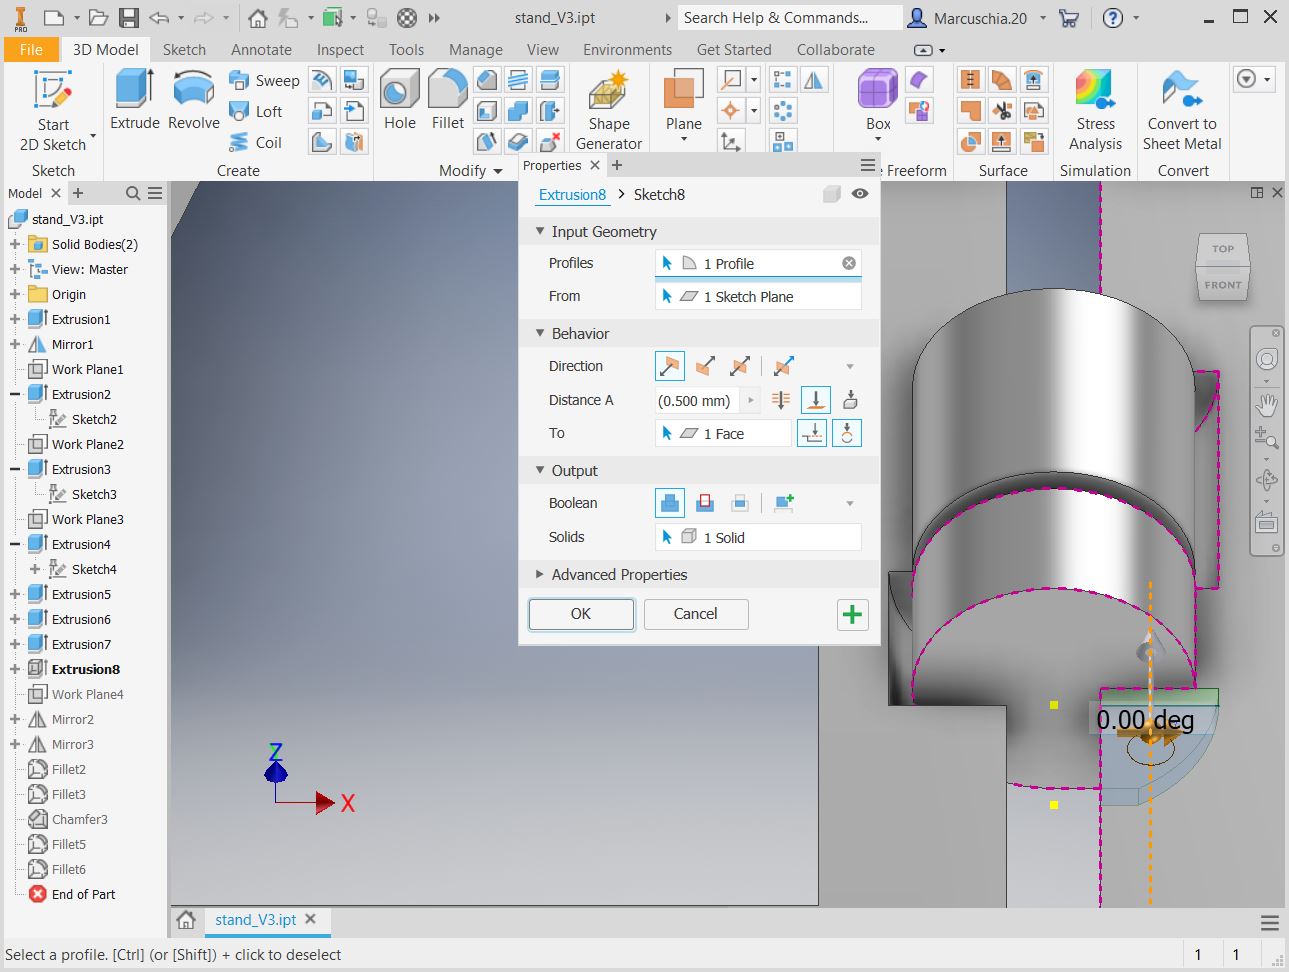 PRO
stand_V3.ipt
Search Help & Commands...
Marcuschia.20
File
3D Model
Sketch
Annotate
Inspect
Tools
Manage
View
Environments
Get Started
Collaborate
Start
2D Sketch
Extrude
Revolve
Sweep
Loft
Coil
Hole
Fillet
Shape
Generator
Plane
Box
Stress
Analysis
Convert to
Sheet Metal
Sketch
Create
Modify
Freeform
Surface
Simulation
Convert
Model
stand_V3.ipt
Solid Bodies(2)
View: Master
Origin
Extrusion1
Mirror1
Work Plane1
Extrusion2
Sketch2
Work Plane2
Extrusion3
Sketch3
Work Plane3
Extrusion4
Sketch4
Extrusion5
Extrusion6
Extrusion7
Extrusion8
Work Plane4
Mirror2
Mirror3
Fillet2
Fillet3
Chamfer3
Fillet5
Fillet6
End of Part
Properties
Extrusion8 > Sketch8
Input Geometry
Profiles
1 Profile
From
1 Sketch Plane
Behavior
Direction
Distance A
(0.500 mm)
To
1 Face
Output
Boolean
Solids
1 Solid
Advanced Properties
OK
Cancel
TOP
FRONT
0.00 deg
Z
X
stand_V3.ipt
Select a profile. [Ctrl] (or [Shift]) + click to deselect
1
1